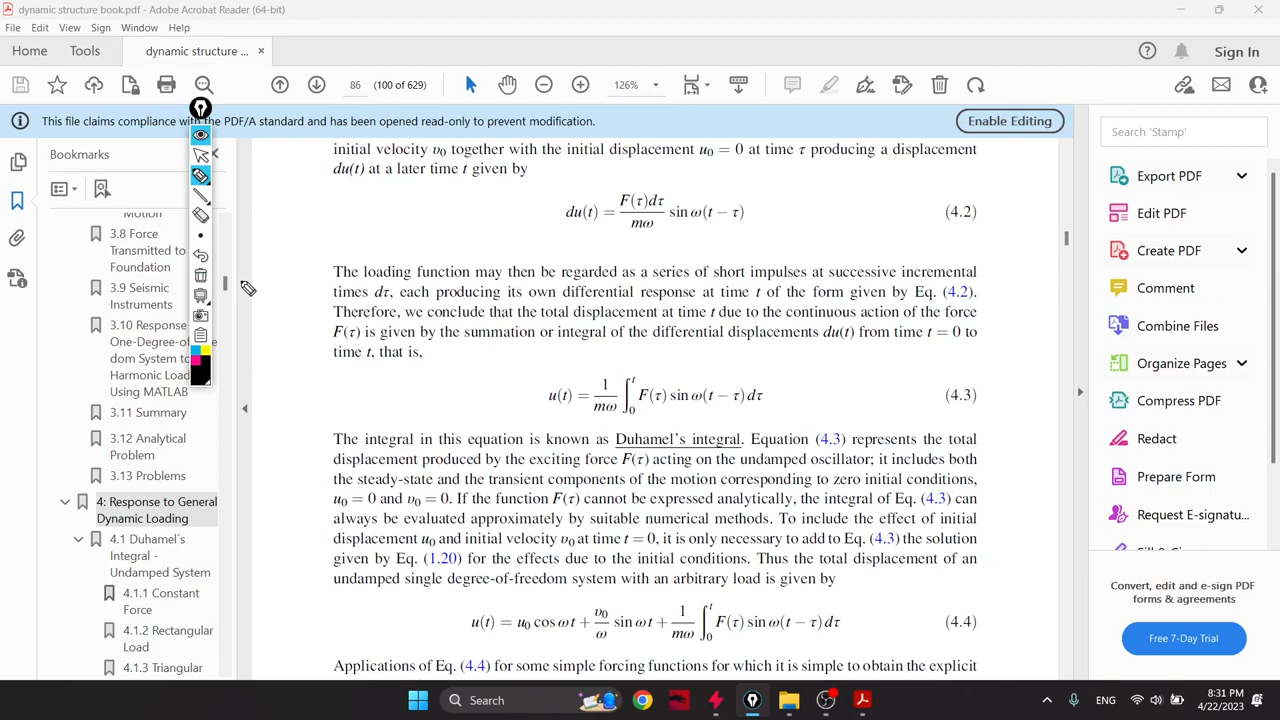 dynamic structure book.pdf - Adobe Acrobat Reader (64-bit)
File Edit View Sign Window Help
Home Tools dynamic structure ... × Sign In
86 (100 of 629) 126%
This file claims compliance with the PDF/A standard and has been opened read-only to prevent modification. Enable Editing
Bookmarks
Motion
3.8 Force
Transmitted to
Foundation
3.9 Seismic
Instruments
3.10 Response
One-Degree-of
dom System to
Harmonic Loa
Using MATLAB
3.11 Summary
3.12 Analytical
Problem
3.13 Problems
4: Response to General
Dynamic Loading
4.1 Duhamel´s
Integral -
Undamped System
4.1.1 Constant
Force
4.1.2 Rectangular
Load
4.1.3 Triangular
initial velocity υ0 together with the initial displacement u0 = 0 at time τ producing a displacement
du(t) at a later time t given by
du(t) = F(τ)dτ / mω sin ω(t − τ) (4.2)
The loading function may then be regarded as a series of short impulses at successive incremental
times dτ, each producing its own differential response at time t of the form given by Eq. (4.2).
Therefore, we conclude that the total displacement at time t due to the continuous action of the force
F(τ) is given by the summation or integral of the differential displacements du(t) from time t = 0 to
time t, that is,
u(t) = 1/mω ∫0t F(τ) sin ω(t − τ) dτ (4.3)
The integral in this equation is known as Duhamel's integral. Equation (4.3) represents the total
displacement produced by the exciting force F(τ) acting on the undamped oscillator; it includes both
the steady-state and the transient components of the motion corresponding to zero initial conditions,
u0 = 0 and υ0 = 0. If the function F(τ) cannot be expressed analytically, the integral of Eq. (4.3) can
always be evaluated approximately by suitable numerical methods. To include the effect of initial
displacement u0 and initial velocity υ0 at time t = 0, it is only necessary to add to Eq. (4.3) the solution
given by Eq. (1.20) for the effects due to the initial conditions. Thus the total displacement of an
undamped single degree-of-freedom system with an arbitrary load is given by
u(t) = u0 cos ωt + υ0/ω sin ωt + 1/mω ∫0t F(τ) sin ω(t − τ) dτ (4.4)
Applications of Eq. (4.4) for some simple forcing functions for which it is simple to obtain the explicit
Search 'Stamp'
Export PDF
Edit PDF
Create PDF
Comment
Combine Files
Organize Pages
Compress PDF
Redact
Prepare Form
Request E-signatu...
Convert, edit and e-sign PDF
forms & agreements
Free 7-Day Trial
Search
ENG
8:31 PM
4/22/2023